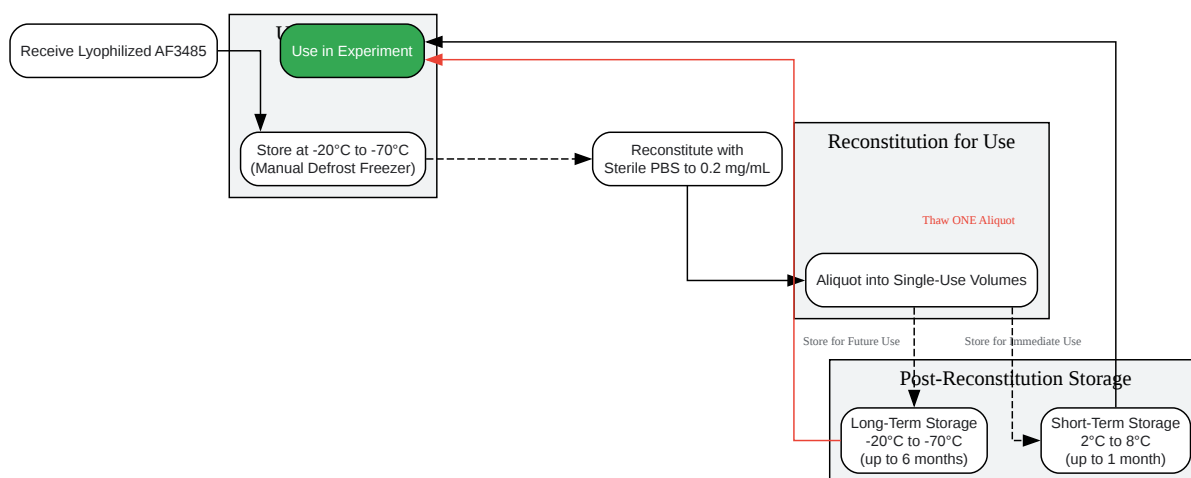 Receive Lyophilized AF3485
Use in Experiment
Store at -20°C to -70°C
(Manual Defrost Freezer)
Reconstitute with
Sterile PBS to 0.2 mg/mL
Reconstitution for Use
Thaw ONE Aliquot
Aliquot into Single-Use Volumes
Store for Future Use
Store for Immediate Use
Post-Reconstitution Storage
Long-Term Storage
-20°C to -70°C
(up to 6 months)
Short-Term Storage
2°C to 8°C
(up to 1 month)